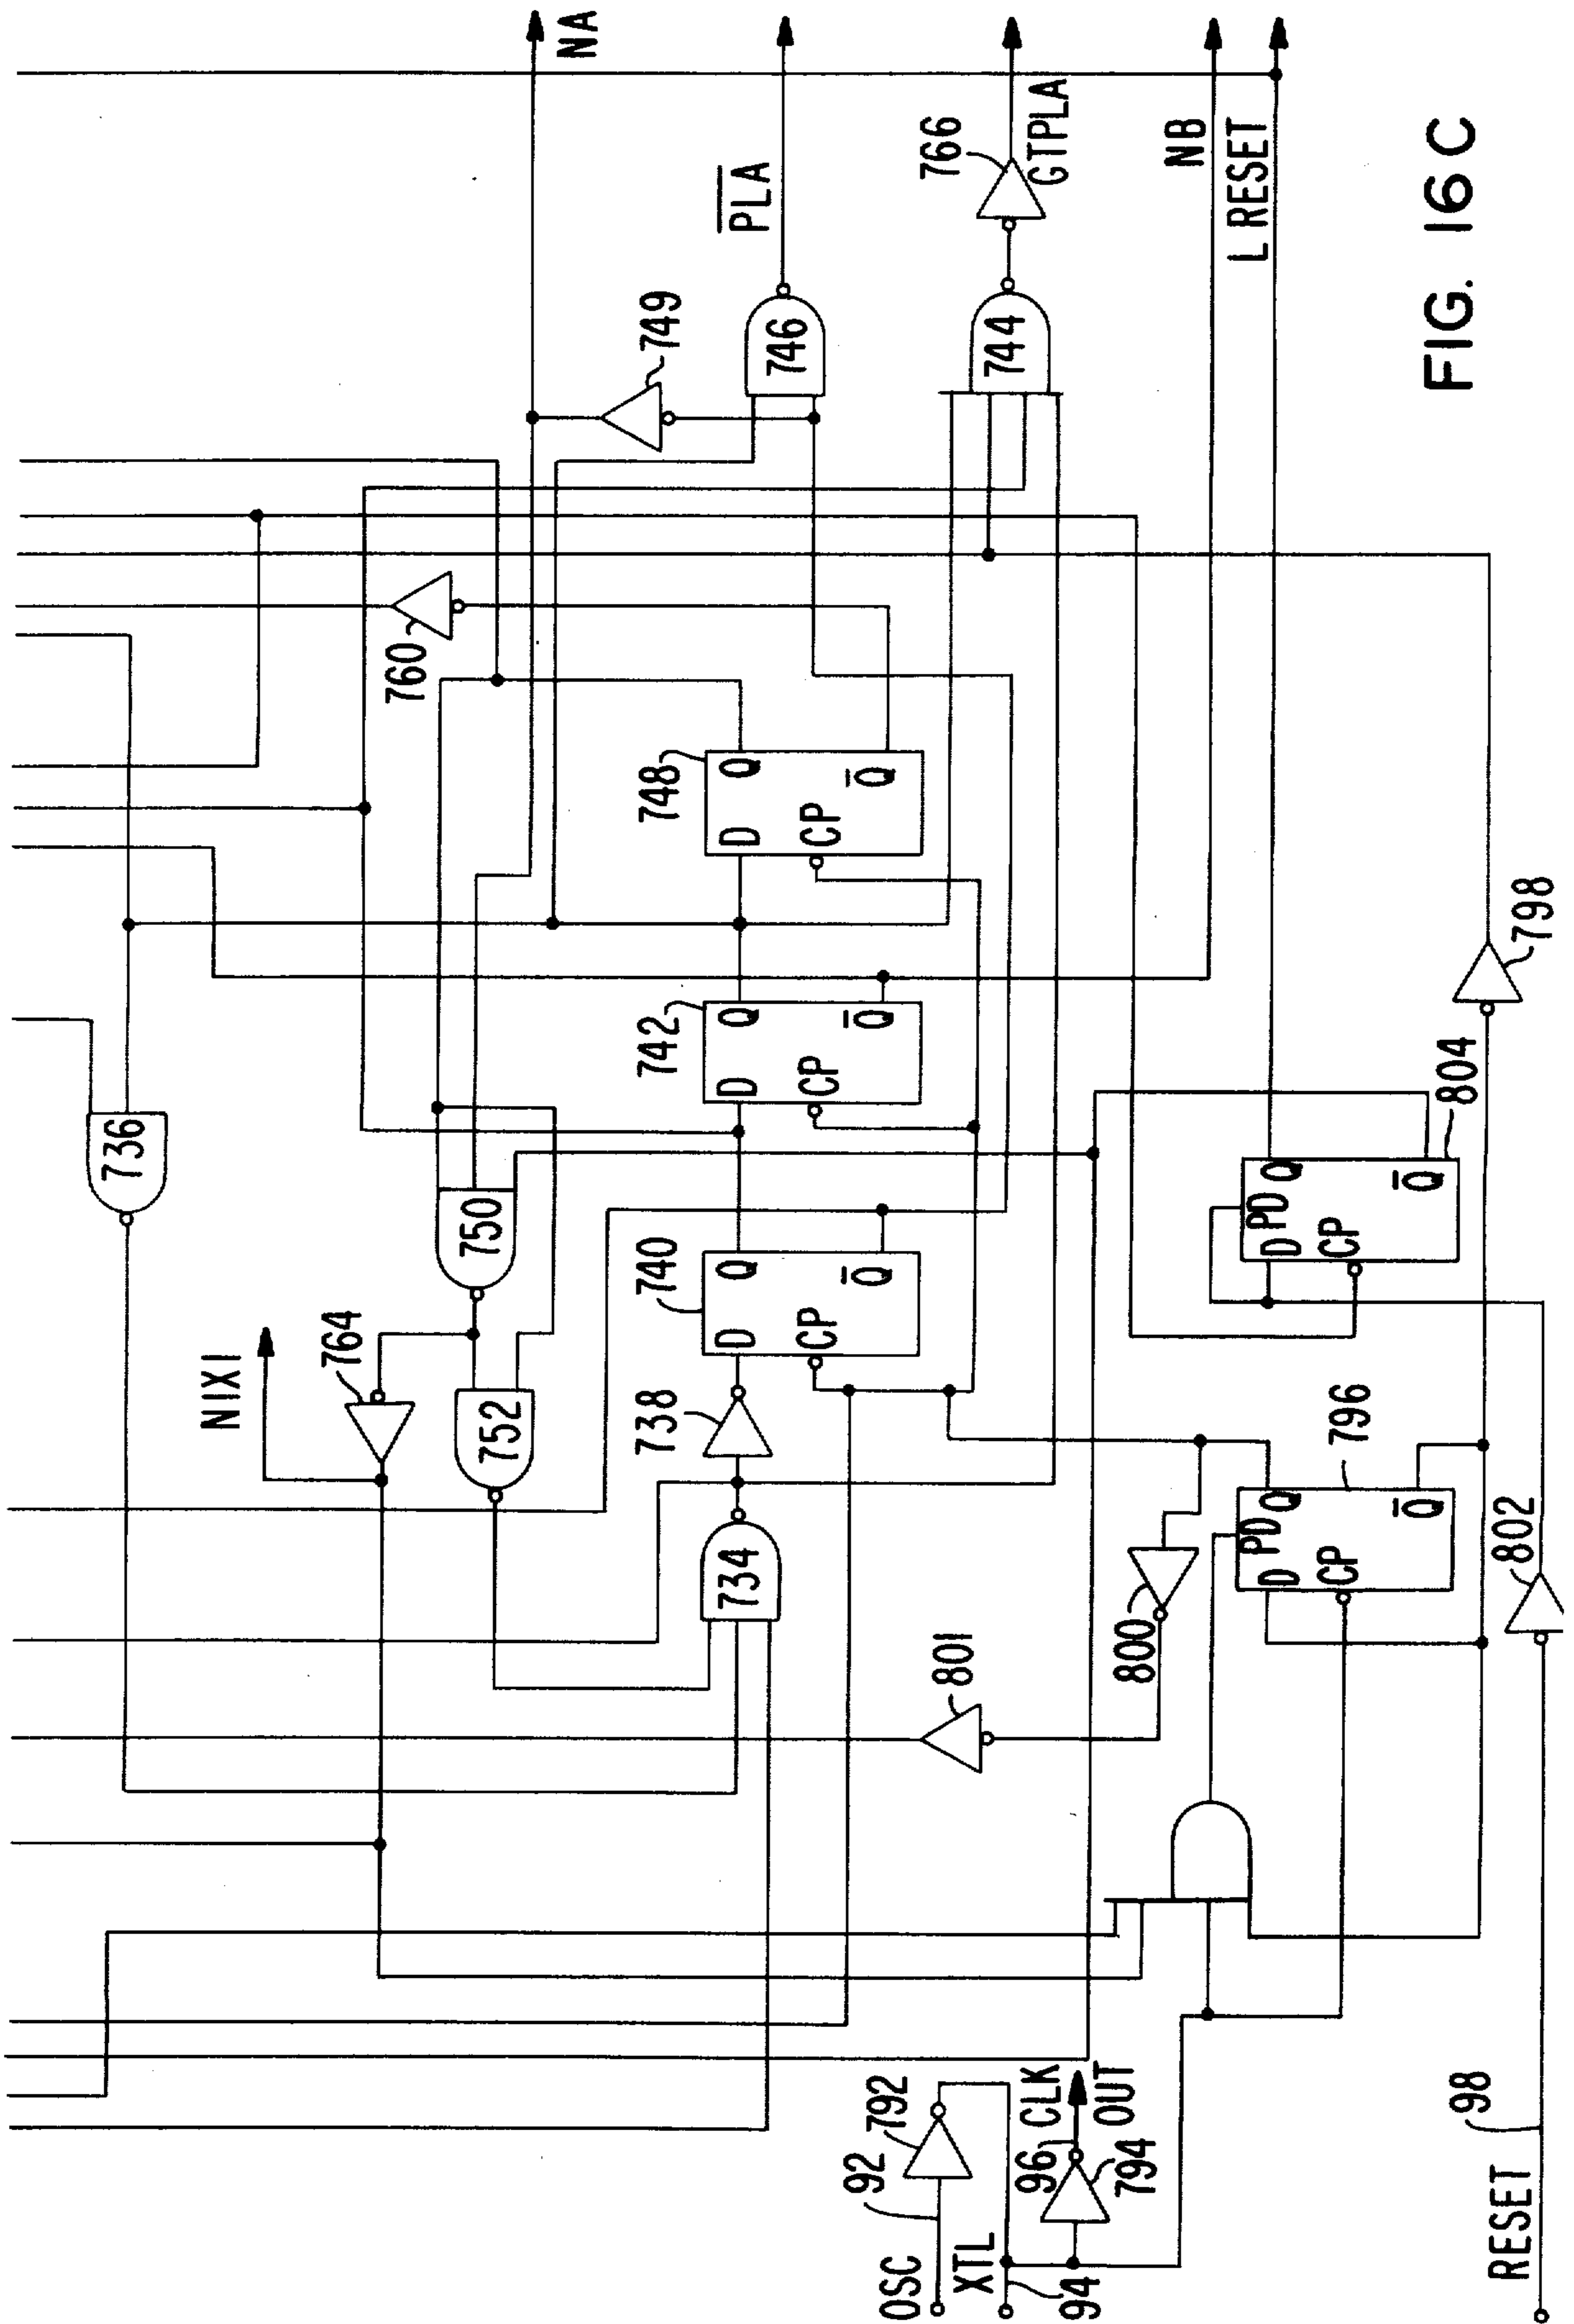 NA
PLA
766
GTPLA
NB
L RESET
FIG. 16C
749
746
744
760
748
D
Q
CP
Q
798
736
742
D
Q
CP
Q
804
PD
D
Q
CP
Q
750
740
D
Q
CP
Q
NIX1
764
752
738
796
PD
D
Q
CP
Q
802
734
800
801
792
92
OSC
XTL
94
CLK
OUT
96
794
98
RESET